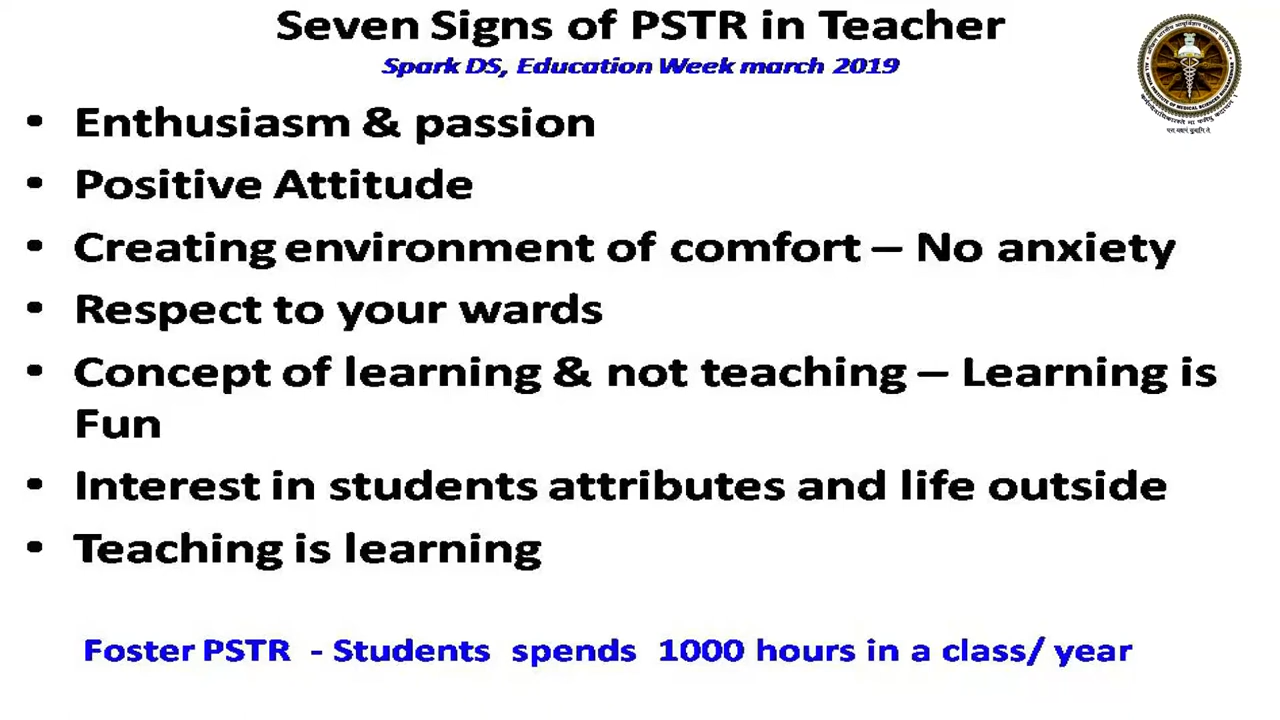 Seven Signs of PSTR in Teacher
Spark DS, Education Week march 2019
• Enthusiasm & passion
• Positive Attitude
• Creating environment of comfort – No anxiety
• Respect to your wards
• Concept of learning & not teaching – Learning is
Fun
• Interest in students attributes and life outside
• Teaching is learning
Foster PSTR - Students spends 1000 hours in a class/ year